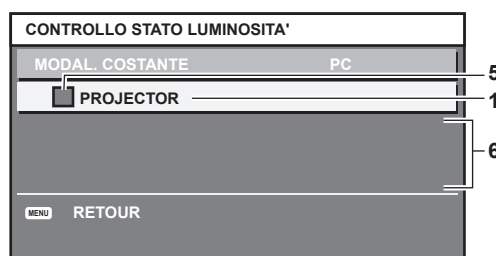 CONTROLLO STATO LUMINOSITA'
MODAL. COSTANTE PC
5
PROJECTOR 1
6
MENU RETOUR